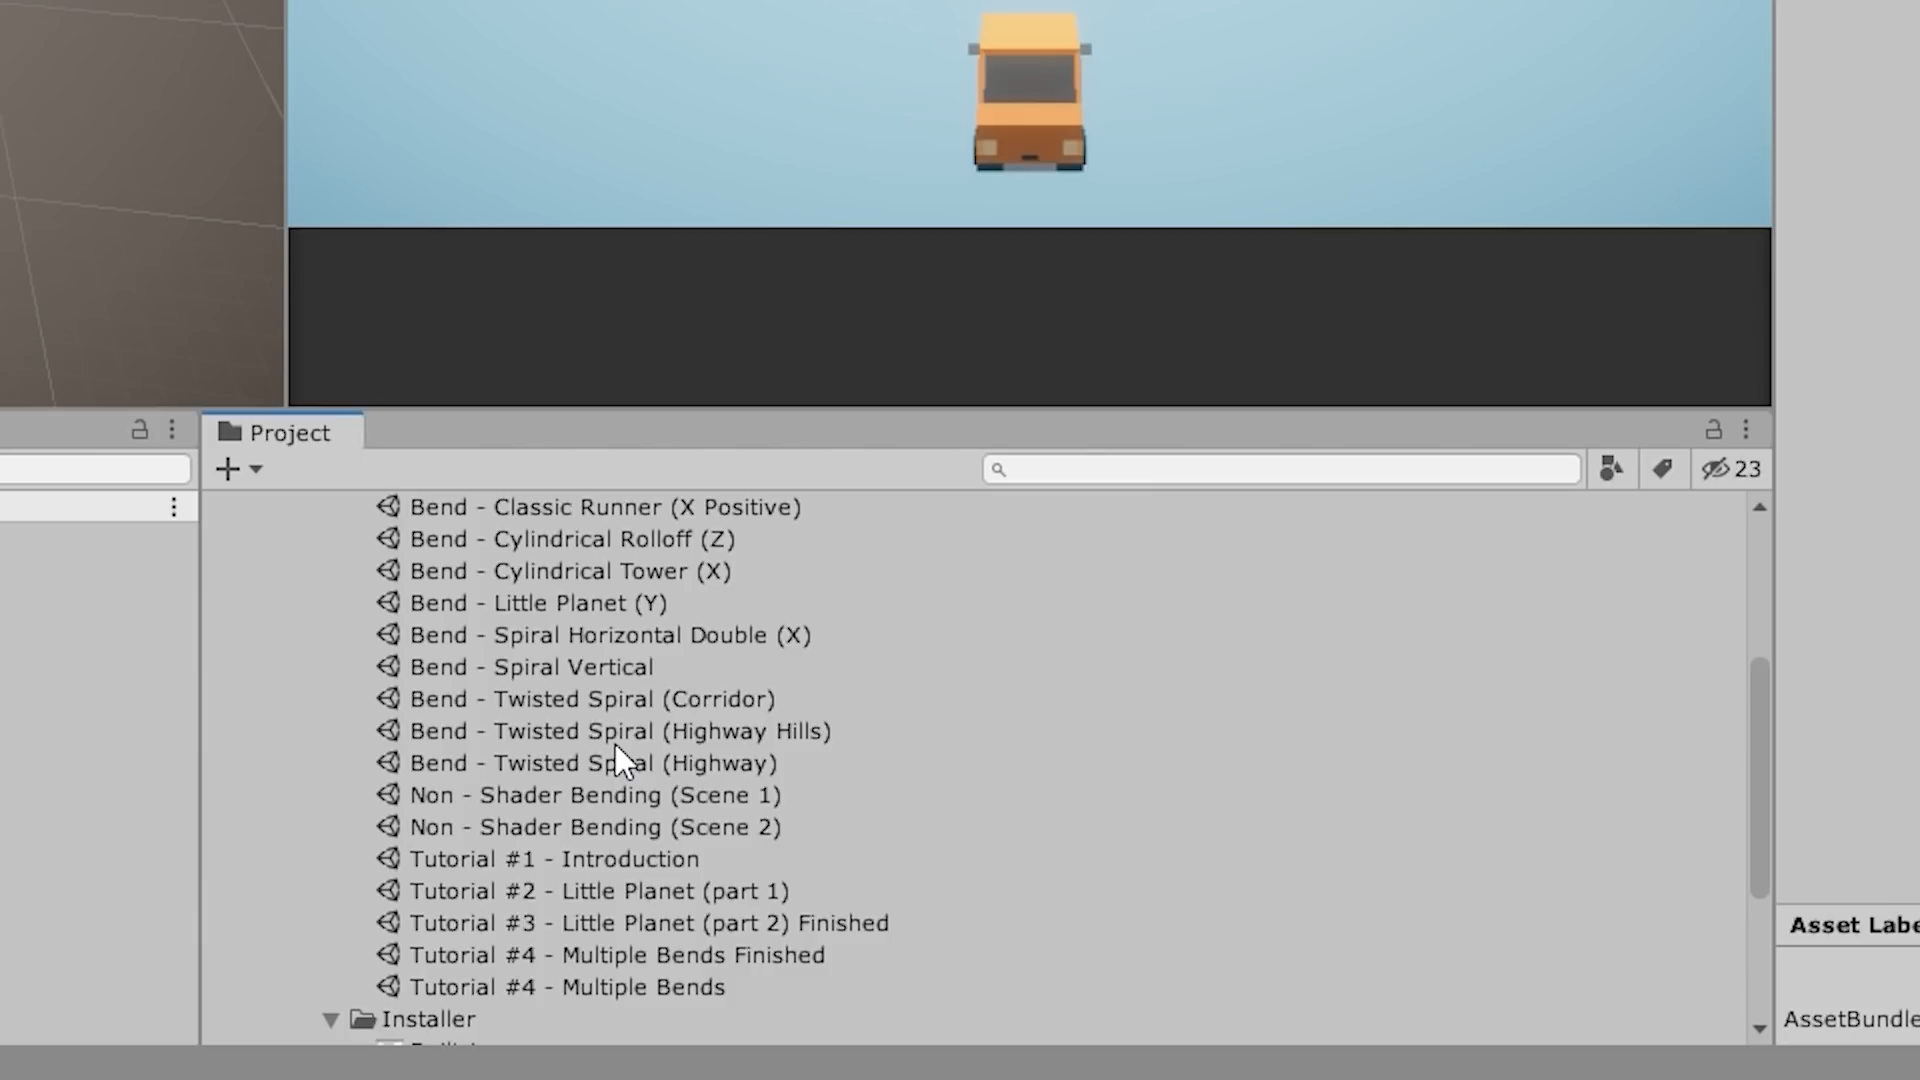 Project
23
Bend - Classic Runner (X Positive)
Bend - Cylindrical Rolloff (Z)
Bend - Cylindrical Tower (X)
Bend - Little Planet (Y)
Bend - Spiral Horizontal Double (X)
Bend - Spiral Vertical
Bend - Twisted Spiral (Corridor)
Bend - Twisted Spiral (Highway Hills)
Bend - Twisted Spiral (Highway)
Non - Shader Bending (Scene 1)
Non - Shader Bending (Scene 2)
Tutorial #1 - Introduction
Tutorial #2 - Little Planet (part 1)
Tutorial #3 - Little Planet (part 2) Finished
Tutorial #4 - Multiple Bends Finished
Tutorial #4 - Multiple Bends
Installer
Asset Labe
AssetBundle